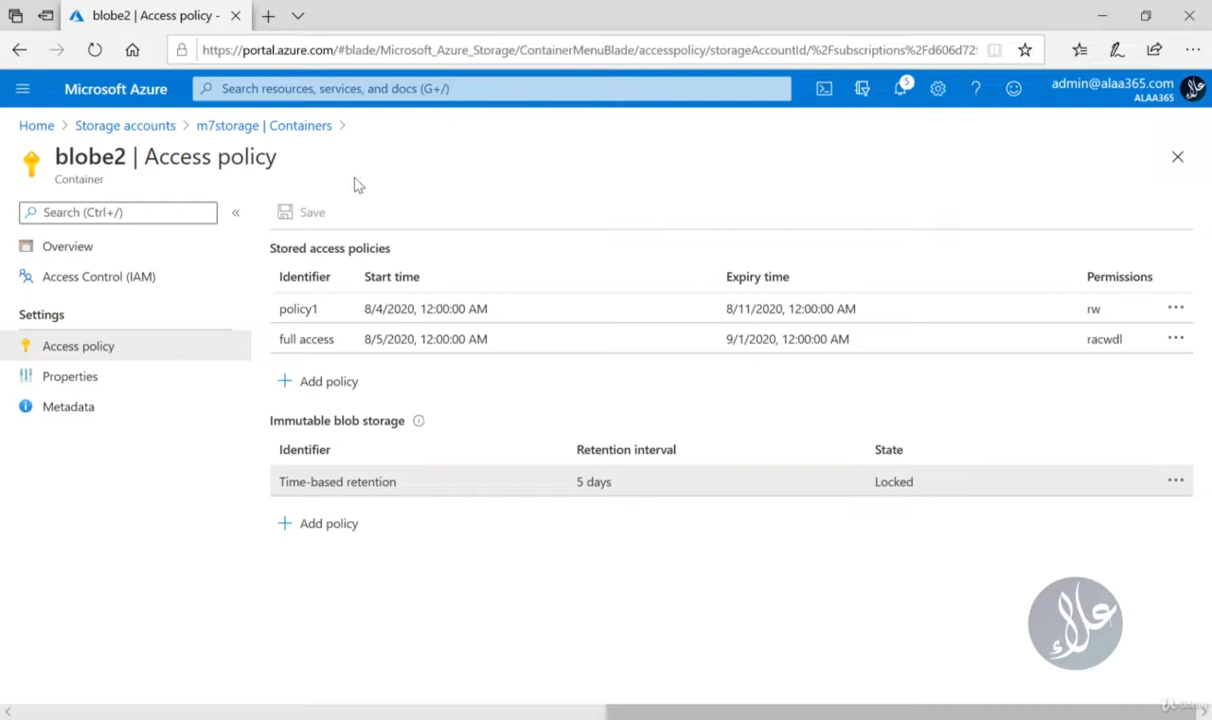 blobe2 | Access policy -
https://portal.azure.com/#blade/Microsoft_Azure_Storage/ContainerMenuBlade/accesspolicy/storageAccountId/%2Fsubscriptions%2Fd606d729
Microsoft Azure
Search resources, services, and docs (G+/)
5
admin@alaa365.com
ALAA365
علاء
Home > Storage accounts > m7storage | Containers >
blobe2 | Access policy
Container
Search (Ctrl+/)
«
Save
Overview
Access Control (IAM)
Settings
Access policy
Properties
Metadata
Stored access policies
Identifier Start time Expiry time Permissions
policy1 8/4/2020, 12:00:00 AM 8/11/2020, 12:00:00 AM rw ...
full access 8/5/2020, 12:00:00 AM 9/1/2020, 12:00:00 AM racwdl ...
+ Add policy
Immutable blob storage
Identifier Retention interval State
Time-based retention 5 days Locked ...
+ Add policy
علاء